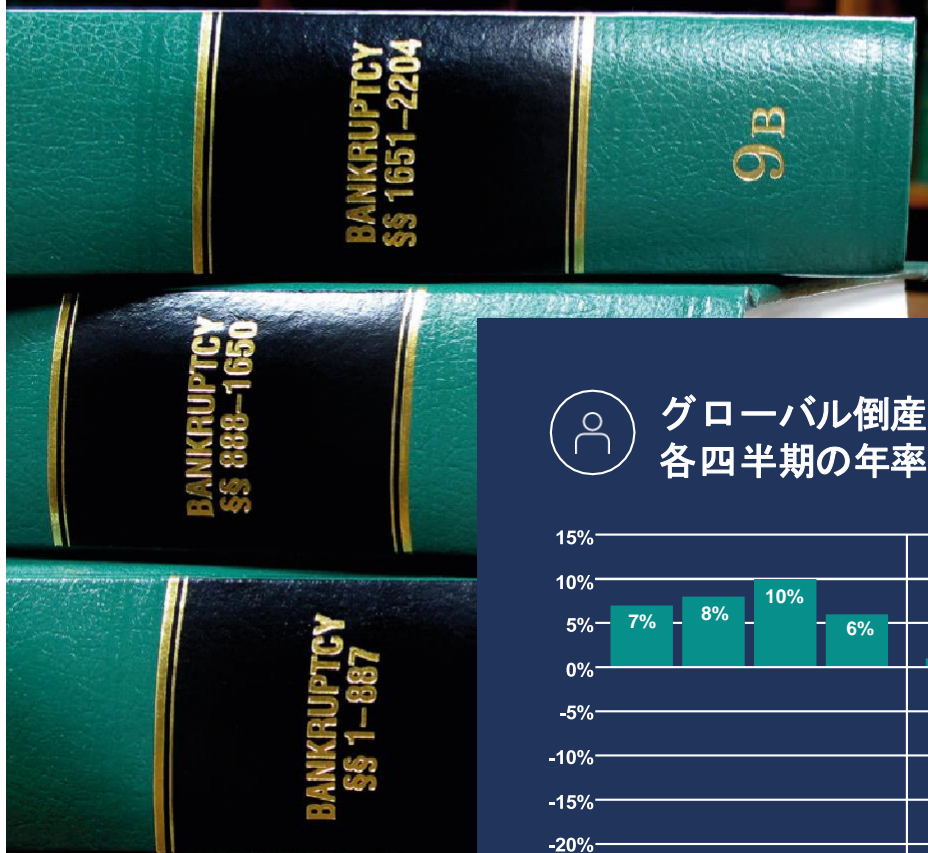 BANKRUPTCY
§§ 1651–2204
9B
BANKRUPTCY
§§ 888–1650
BANKRUPTCY
§§ 1–887
グローバル倒産
各四半期の年率
15%
10%
5%
0%
-5%
-10%
-15%
-20%
7%
8%
10%
6%